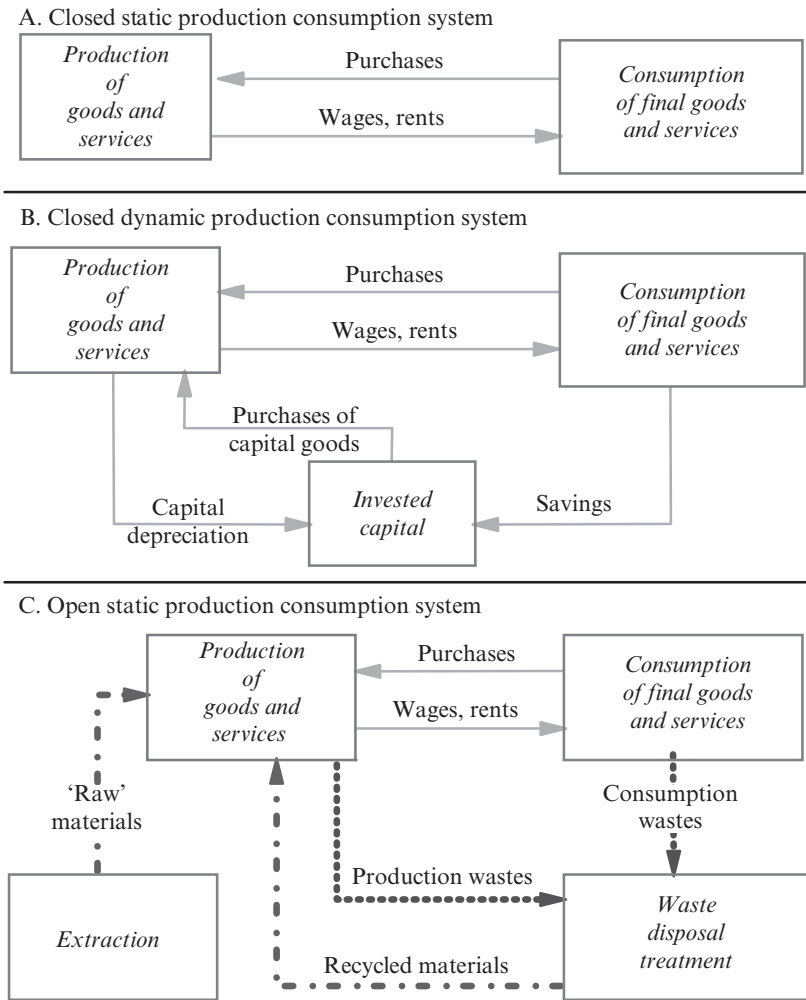 A. Closed static production consumption system
Production
of
goods and
services
Purchases
Wages, rents
Consumption
of final goods
and services
B. Closed dynamic production consumption system
Production
of
goods and
services
Purchases
Wages, rents
Consumption
of final goods
and services
Purchases of
capital goods
Capital
depreciation
Invested
capital
Savings
C. Open static production consumption system
Production
of
goods and
services
Purchases
Wages, rents
Consumption
of final goods
and services
‘Raw’
materials
Consumption
wastes
Production wastes
Extraction
Waste
disposal
treatment
Recycled materials